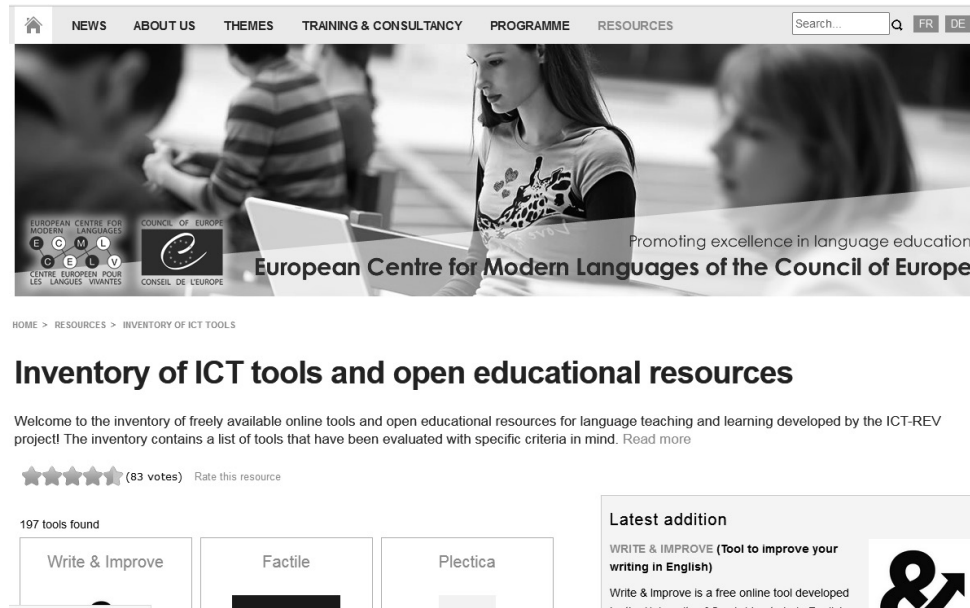 NEWS ABOUT US THEMES TRAINING & CONSULTANCY PROGRAMME RESOURCES Search... FR DE
EUROPEAN CENTRE FOR
MODERN LANGUAGES
E C M L
C E L V
CENTRE EUROPEEN POUR
LES LANGUES VIVANTES
COUNCIL OF EUROPE
CONSEIL DE L'EUROPE
Promoting excellence in language education
European Centre for Modern Languages of the Council of Europe
HOME > RESOURCES > INVENTORY OF ICT TOOLS
Inventory of ICT tools and open educational resources
Welcome to the inventory of freely available online tools and open educational resources for language teaching and learning developed by the ICT-REV
project! The inventory contains a list of tools that have been evaluated with specific criteria in mind. Read more
(83 votes) Rate this resource
197 tools found
Write & Improve
Factile
Plectica
Latest addition
WRITE & IMPROVE (Tool to improve your
writing in English)
Write & Improve is a free online tool developed